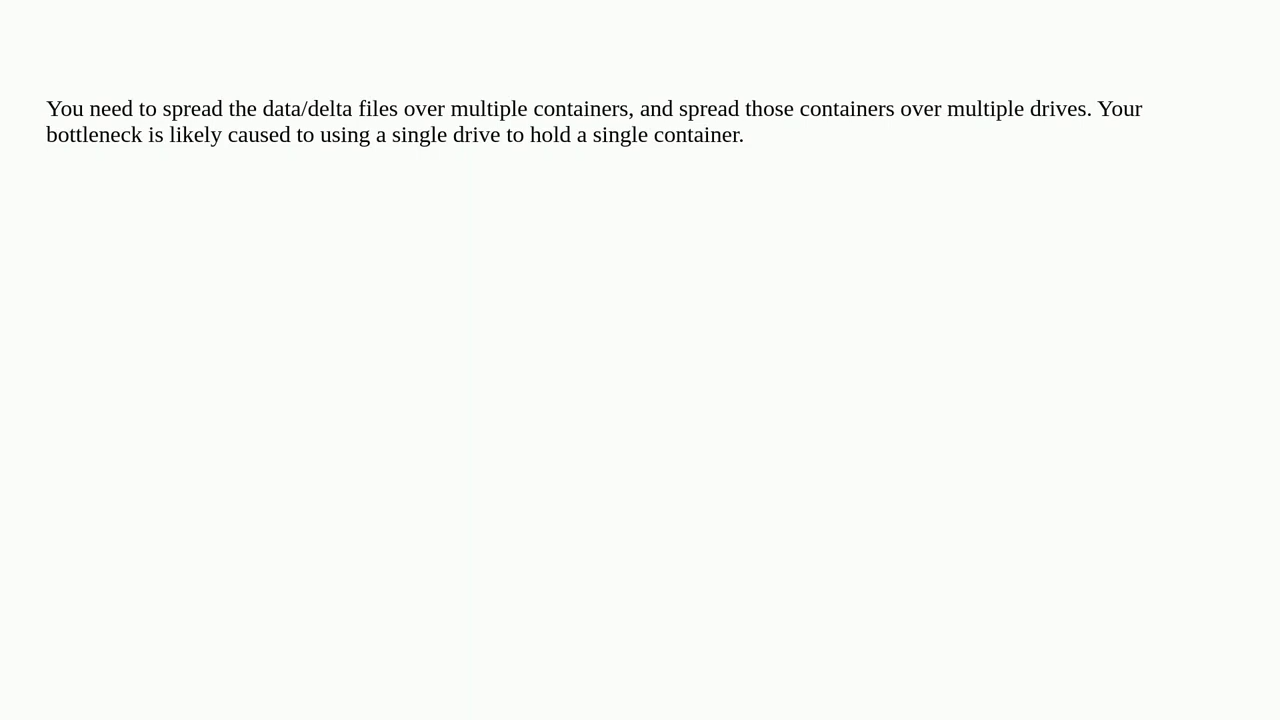 You need to spread the data/delta files over multiple containers, and spread those containers over multiple drives. Your
bottleneck is likely caused to using a single drive to hold a single container.